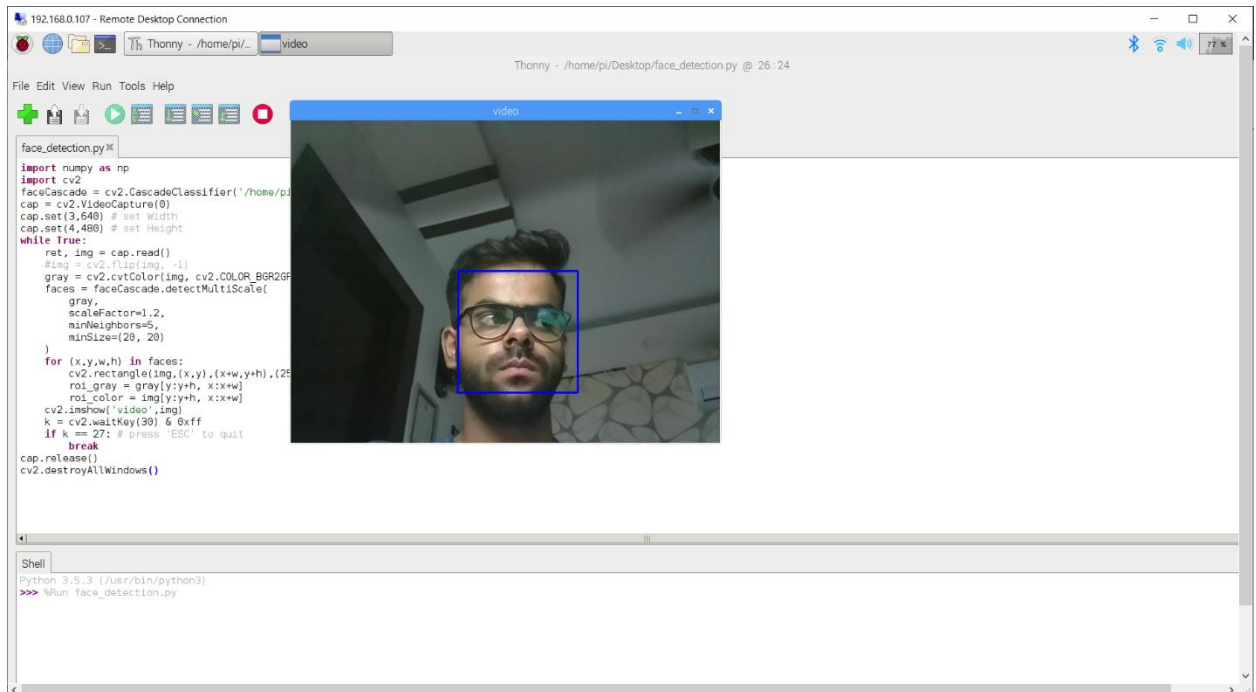 192.168.0.107 - Remote Desktop Connection
Thonny - /home/pi/_ video
77 %
Thonny - /home/pi/Desktop/face_detection.py @ 26 : 24
File Edit View Run Tools Help
video
face_detection.py
import numpy as np
import cv2
faceCascade = cv2.CascadeClassifier('/home/pi
cap = cv2.VideoCapture(0)
cap.set(3,640) # set Width
cap.set(4,480) # set Height
while True:
    ret, img = cap.read()
    #img = cv2.flip(img, -1)
    gray = cv2.cvtColor(img, cv2.COLOR_BGR2GR
    faces = faceCascade.detectMultiScale(
        gray,
        scaleFactor=1.2,
        minNeighbors=5,
        minSize=(20, 20)
    )
    for (x,y,w,h) in faces:
        cv2.rectangle(img,(x,y),(x+w,y+h),(25
        roi_gray = gray[y:y+h, x:x+w]
        roi_color = img[y:y+h, x:x+w]
    cv2.imshow('video',img)
    k = cv2.waitKey(30) & 0xff
    if k == 27: # press 'ESC' to quit
        break
cap.release()
cv2.destroyAllWindows()
Shell
Python 3.5.3 (/usr/bin/python3)
>>> %Run face_detection.py